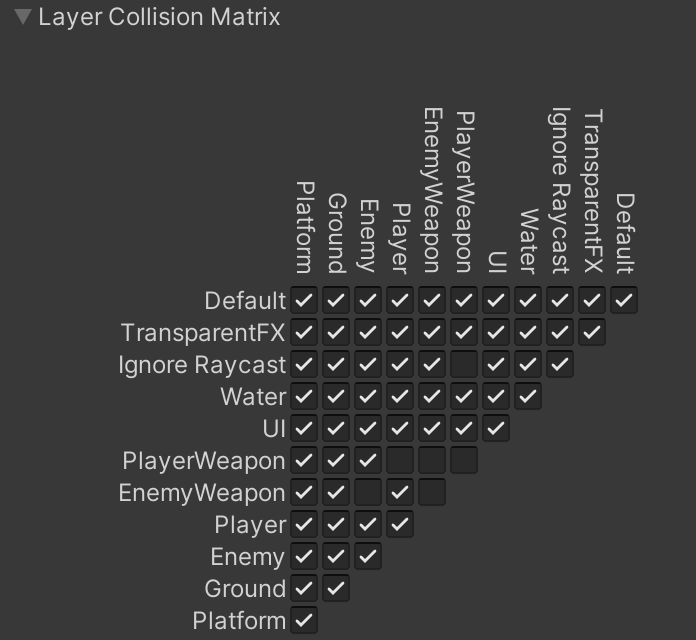 Layer Collision Matrix
Platform
Ground
Enemy
Player
EnemyWeapon
PlayerWeapon
UI
Water
Ignore Raycast
TransparentFX
Default
Default
TransparentFX
Ignore Raycast
Water
UI
PlayerWeapon
EnemyWeapon
Player
Enemy
Ground
Platform